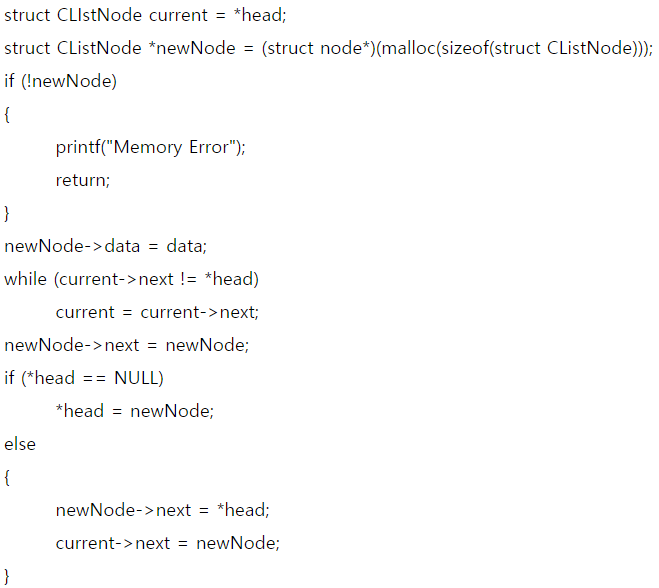 struct CLIstNode current = *head;
struct CListNode *newNode = (struct node*)(malloc(sizeof(struct CListNode)));
if (!newNode)
{
printf("Memory Error");
return;
}
newNode->data = data;
while (current->next != *head)
current = current->next;
newNode->next = newNode;
if (*head == NULL)
*head = newNode;
else
{
newNode->next = *head;
current->next = newNode;
}